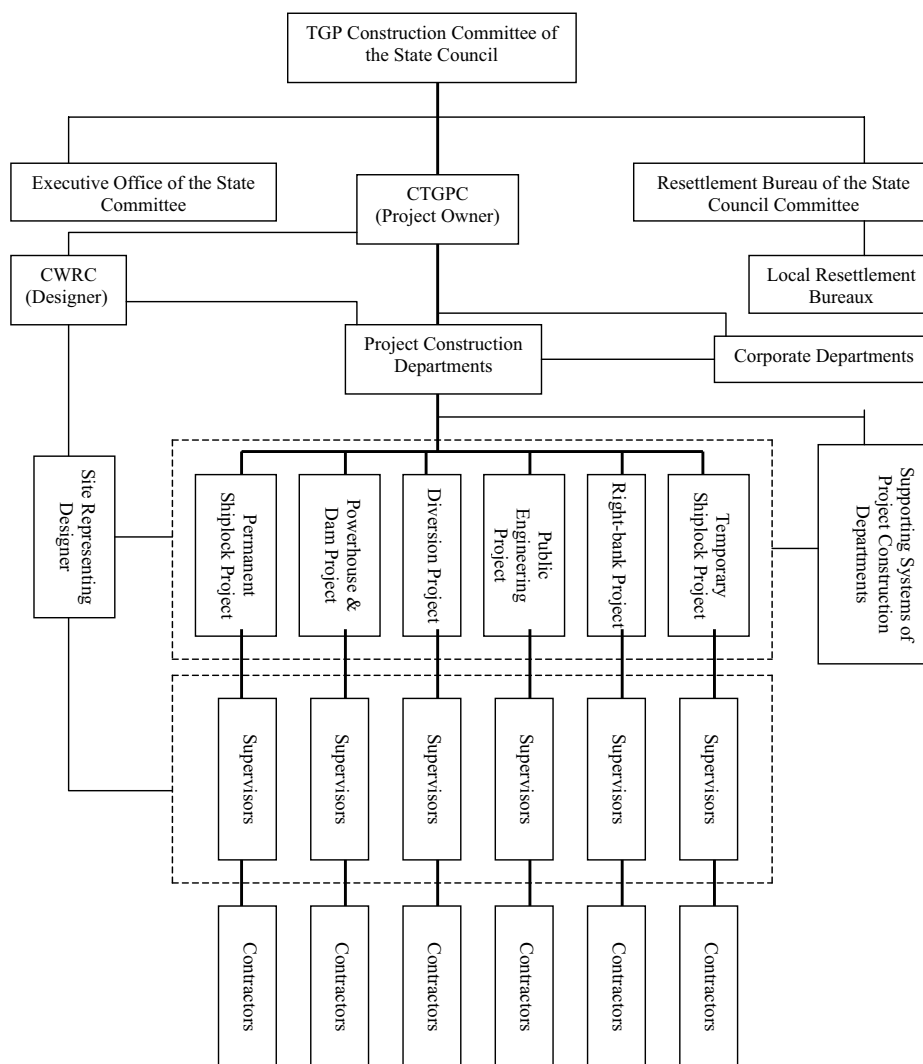 TGP Construction Committee of
the State Council
Executive Office of the State
Committee
CTGPC
(Project Owner)
Resettlement Bureau of the State
Council Committee
CWRC
(Designer)
Local Resettlement
Bureaux
Project Construction
Departments
Corporate Departments
Site Representing
Designer
Permanent
Shiplock Project
Powerhouse &
Dam Project
Diversion Project
Public
Engineering
Project
Right-bank Project
Temporary
Shiplock Project
Supporting Systems of
Project Construction
Departments
Supervisors
Supervisors
Supervisors
Supervisors
Supervisors
Supervisors
Contractors
Contractors
Contractors
Contractors
Contractors
Contractors